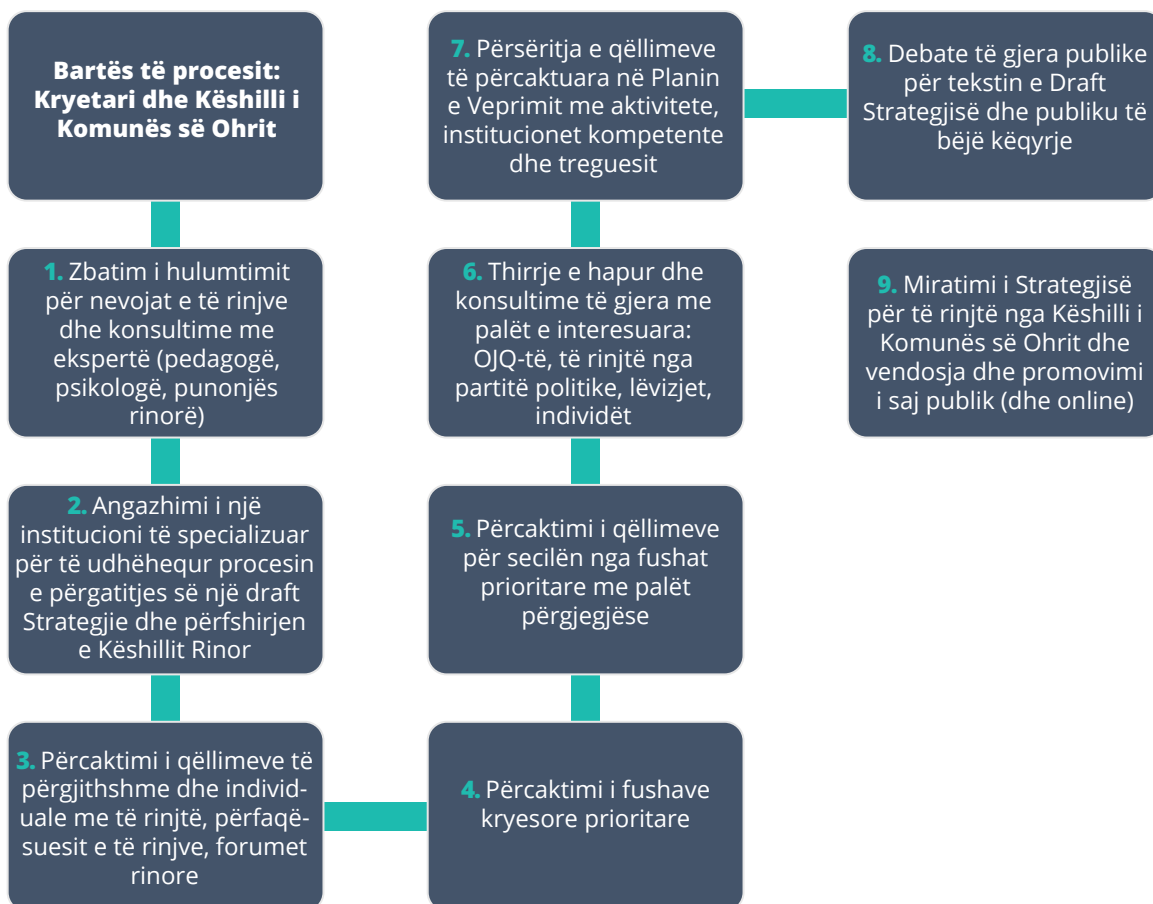 Bartës të procesit:
Kryetari dhe Këshilli i
Komunës së Ohrit
1. Zbatim i hulumtimit
për nevojat e të rinjve
dhe konsultime me
ekspertë (pedagogë,
psikologë, punonjës
rinorë)
2. Angazhimi i një
institucioni të specializuar
për të udhëhequr procesin
e përgatitjes së një draft
Strategjie dhe përfshirjen
e Këshillit Rinor
3. Përcaktimi i qëllimeve të
përgjithshme dhe individ-
uale me të rinjtë, përfaqë-
suesit e të rinjve, forumet
rinore
4. Përcaktimi i fushave
kryesore prioritare
5. Përcaktimi i qëllimeve
për secilën nga fushat
prioritare me palët
përgjegjëse
6. Thirrje e hapur dhe
konsultime të gjera me
palët e interesuara:
OJQ-të, të rinjtë nga
partitë politike, lëvizjet,
individët
7. Përsëritja e qëllimeve
të përcaktuara në Planin
e Veprimit me aktivitete,
institucionet kompetente
dhe treguesit
8. Debate të gjera publike
për tekstin e Draft
Strategjisë dhe publiku të
bëjë këqyrje
9. Miratimi i Strategjisë
për të rinjtë nga Këshilli i
Komunës së Ohrit dhe
vendosja dhe promovimi
i saj publik (dhe online)